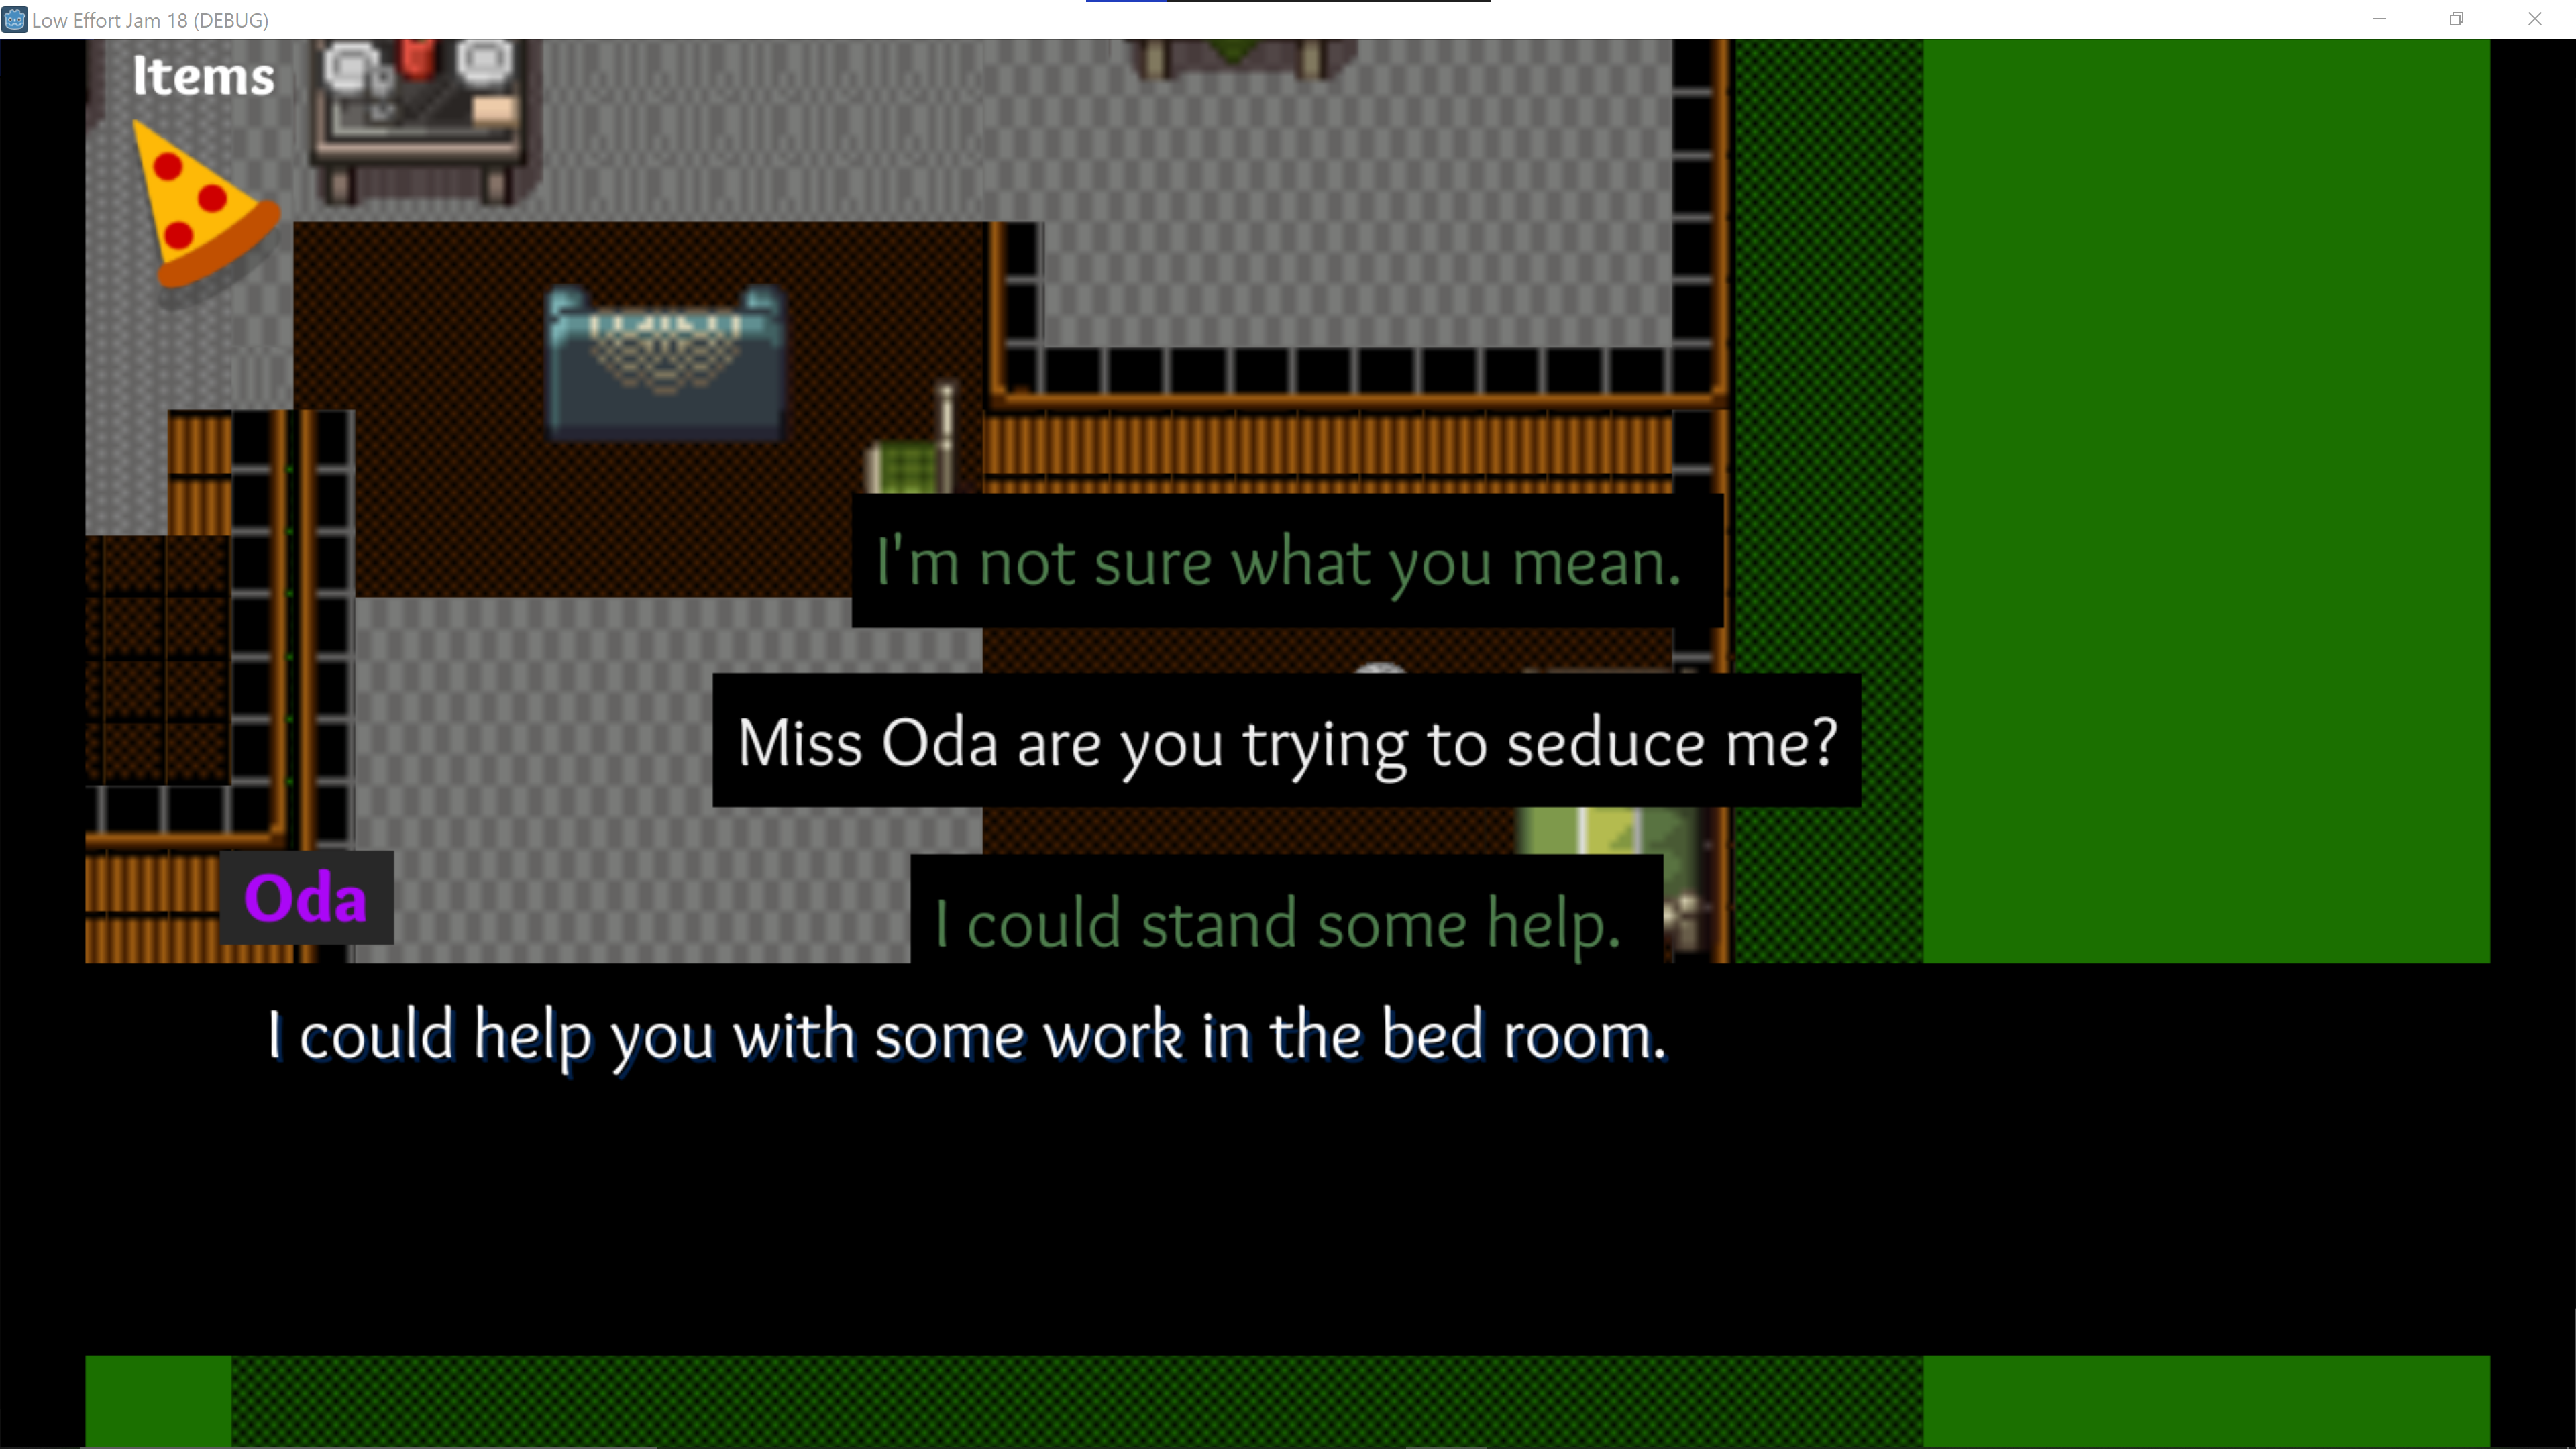 Low Effort Jam 18 (DEBUG)
Items
I'm not sure what you mean.
Miss Oda are you trying to seduce me?
I could stand some help.
Oda
I could help you with some work in the bed room.